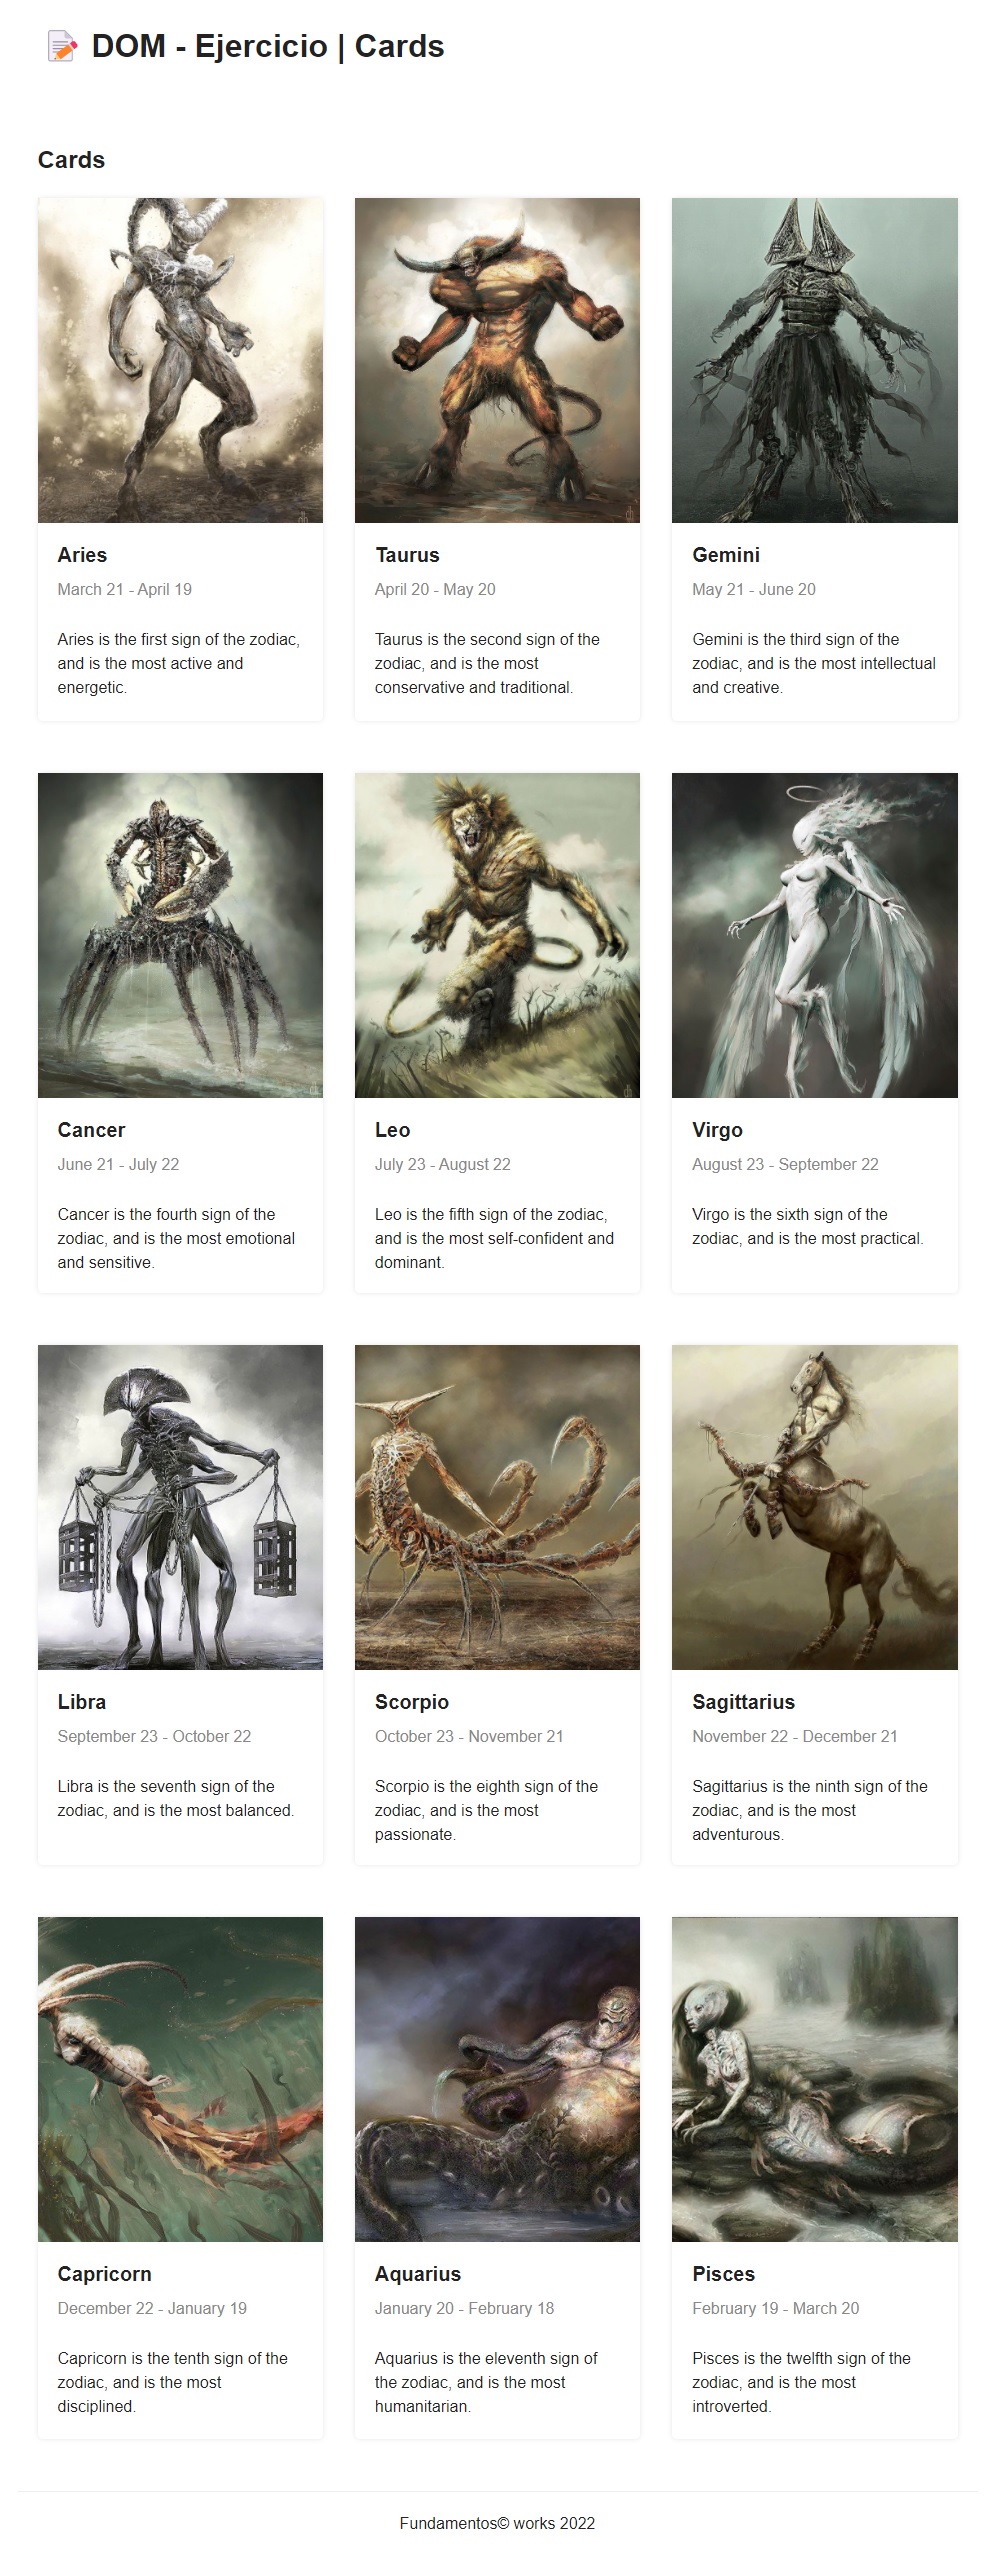 DOM - Ejercicio | Cards
Cards
Aries
March 21 - April 19
Aries is the first sign of the zodiac,
and is the most active and
energetic.
Taurus
April 20 - May 20
Taurus is the second sign of the
zodiac, and is the most
conservative and traditional.
Gemini
May 21 - June 20
Gemini is the third sign of the
zodiac, and is the most intellectual
and creative.
Cancer
June 21 - July 22
Cancer is the fourth sign of the
zodiac, and is the most emotional
and sensitive.
Leo
July 23 - August 22
Leo is the fifth sign of the zodiac,
and is the most self-confident and
dominant.
Virgo
August 23 - September 22
Virgo is the sixth sign of the
zodiac, and is the most practical.
Libra
September 23 - October 22
Libra is the seventh sign of the
zodiac, and is the most balanced.
Scorpio
October 23 - November 21
Scorpio is the eighth sign of the
zodiac, and is the most
passionate.
Sagittarius
November 22 - December 21
Sagittarius is the ninth sign of the
zodiac, and is the most
adventurous.
Capricorn
December 22 - January 19
Capricorn is the tenth sign of the
zodiac, and is the most
disciplined.
Aquarius
January 20 - February 18
Aquarius is the eleventh sign of
the zodiac, and is the most
humanitarian.
Pisces
February 19 - March 20
Pisces is the twelfth sign of the
zodiac, and is the most
introverted.
Fundamentos© works 2022